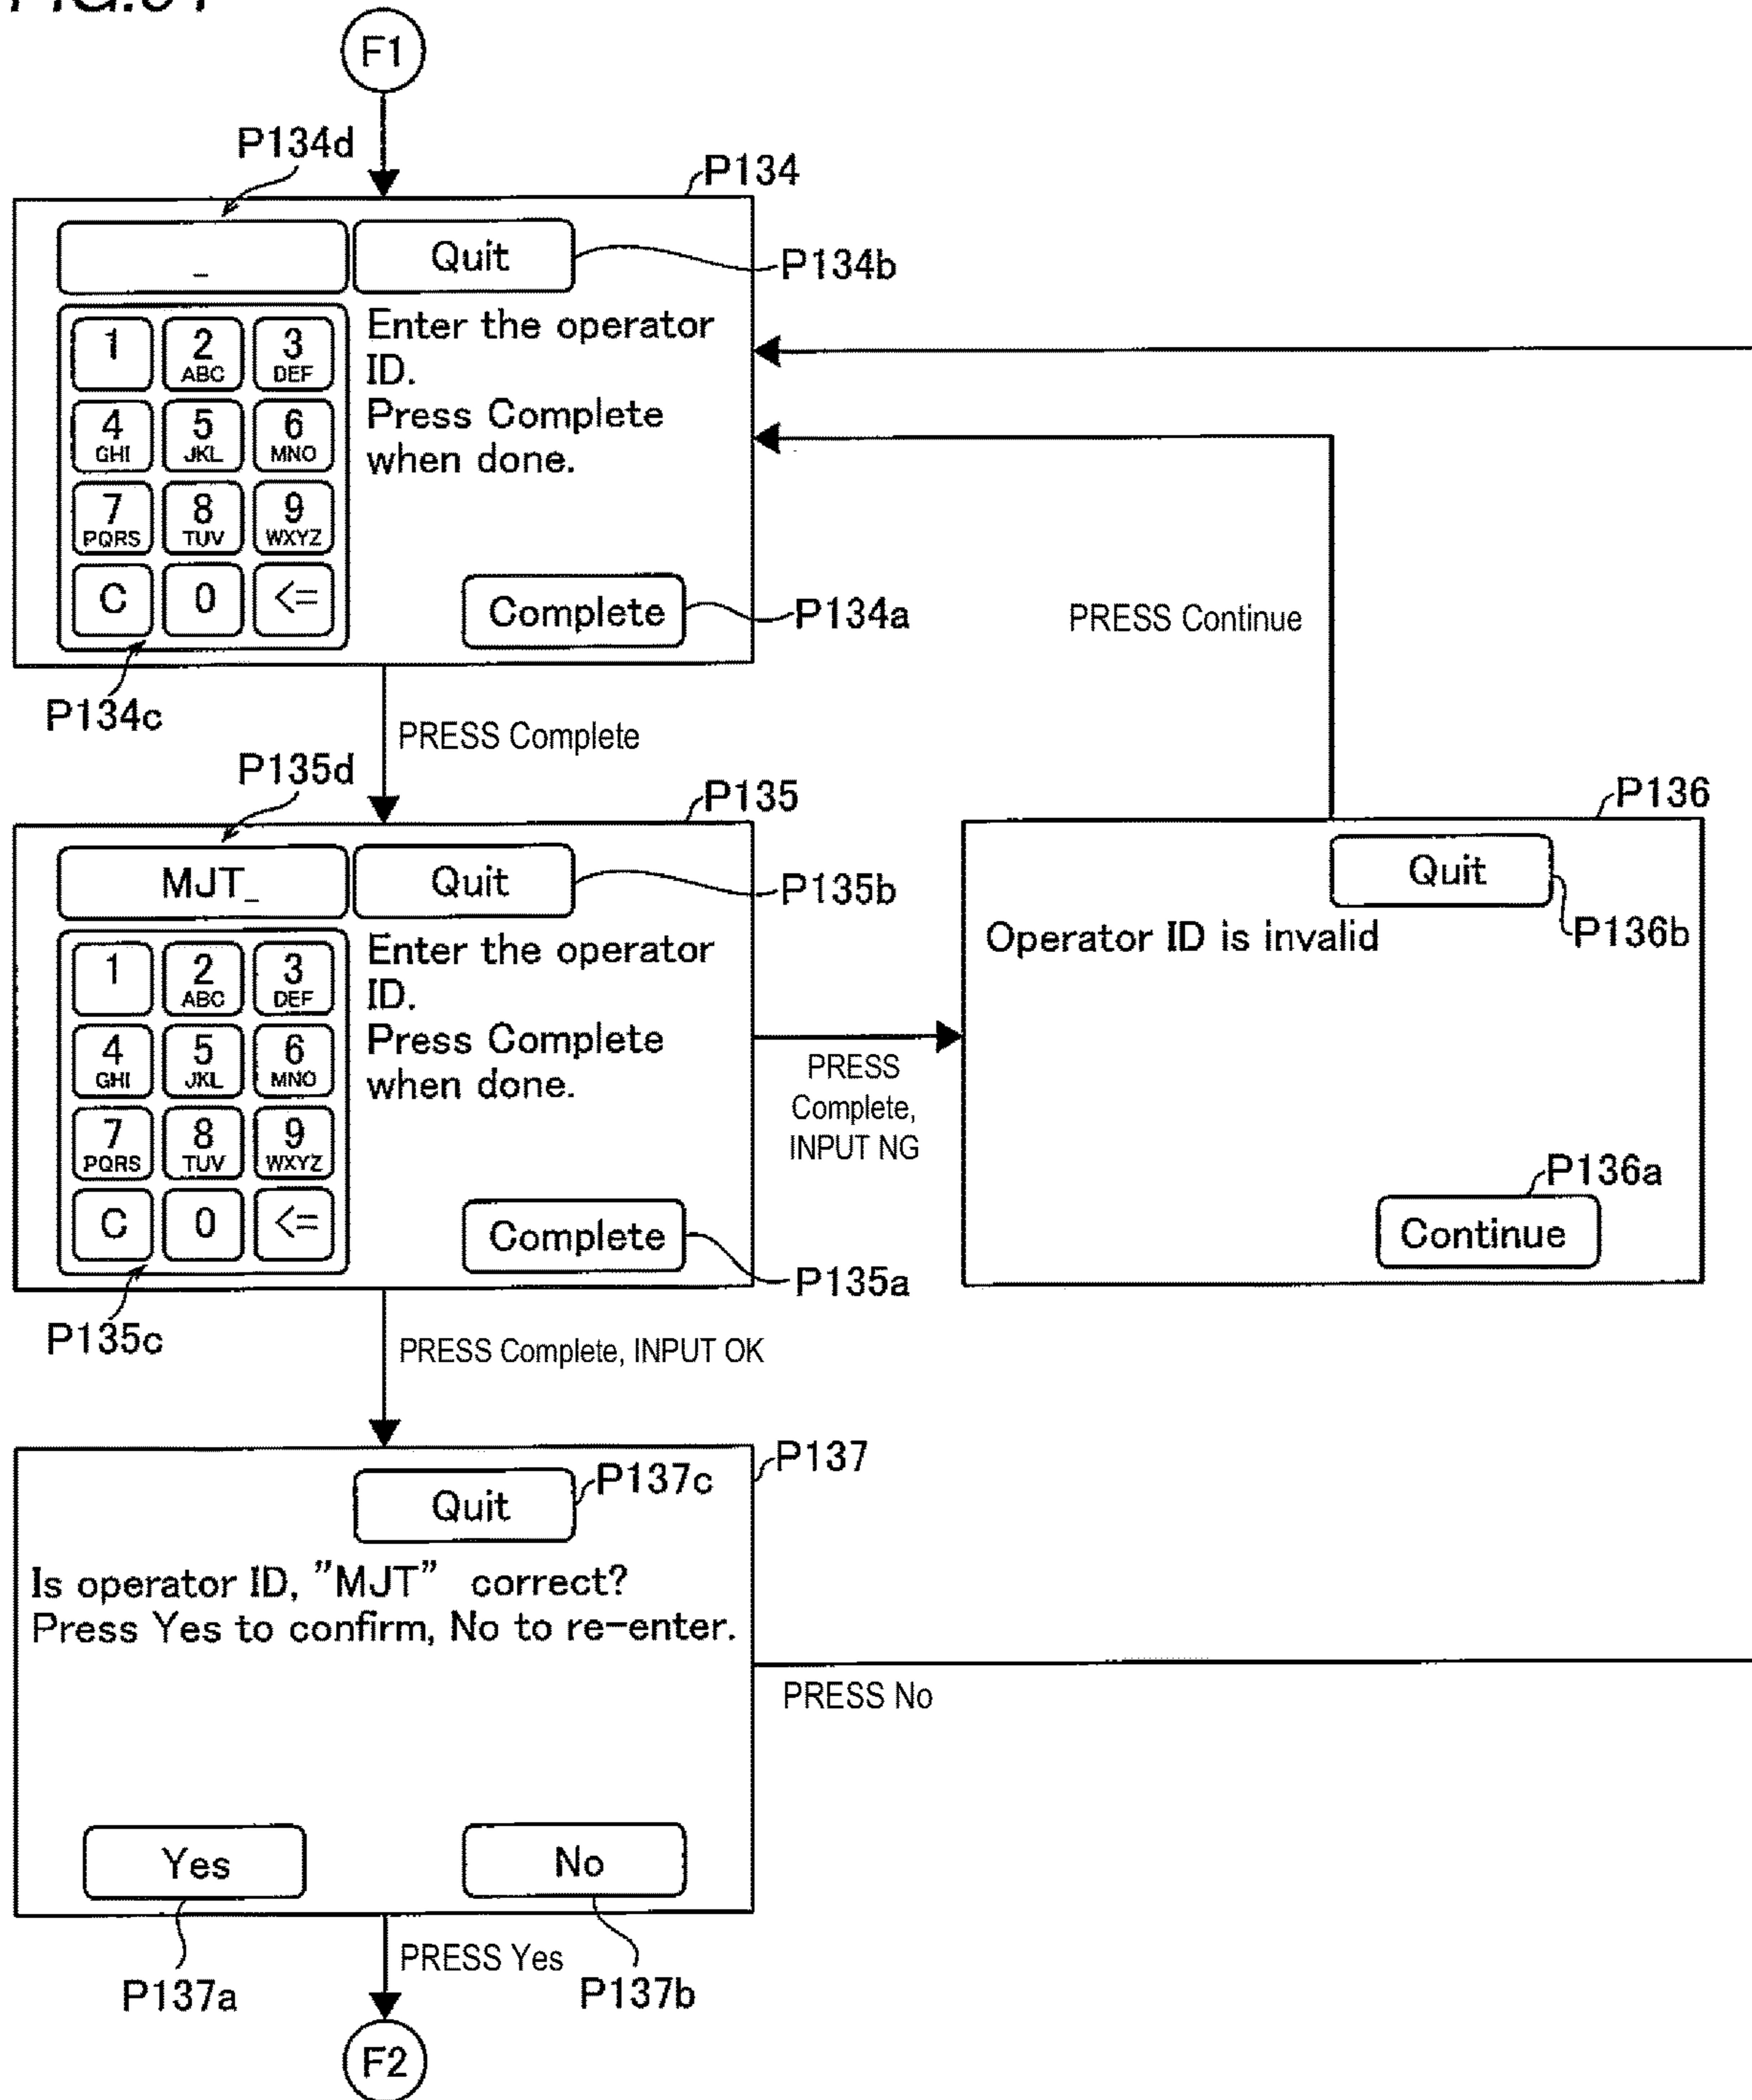 F1
P134d
P134
_
Quit
P134b
1
2
ABC
3
DEF
Enter the operator
ID.
Press Complete
when done.
4
GHI
5
JKL
6
MNO
7
PQRS
8
TUV
9
WXYZ
C
0
<=
Complete
P134a
PRESS Continue
P134c
PRESS Complete
P135d
P135
P136
MJT_
Quit
P135b
Quit
P136b
Operator ID is invalid
1
2
ABC
3
DEF
Enter the operator
ID.
Press Complete
when done.
4
GHI
5
JKL
6
MNO
7
PQRS
8
TUV
9
WXYZ
C
0
<=
Complete
P135a
PRESS
Complete,
INPUT NG
P136a
Continue
P135c
PRESS Complete, INPUT OK
P137
Quit
P137c
Is operator ID, "MJT" correct?
Press Yes to confirm, No to re-enter.
PRESS No
Yes
No
PRESS Yes
P137a
P137b
F2